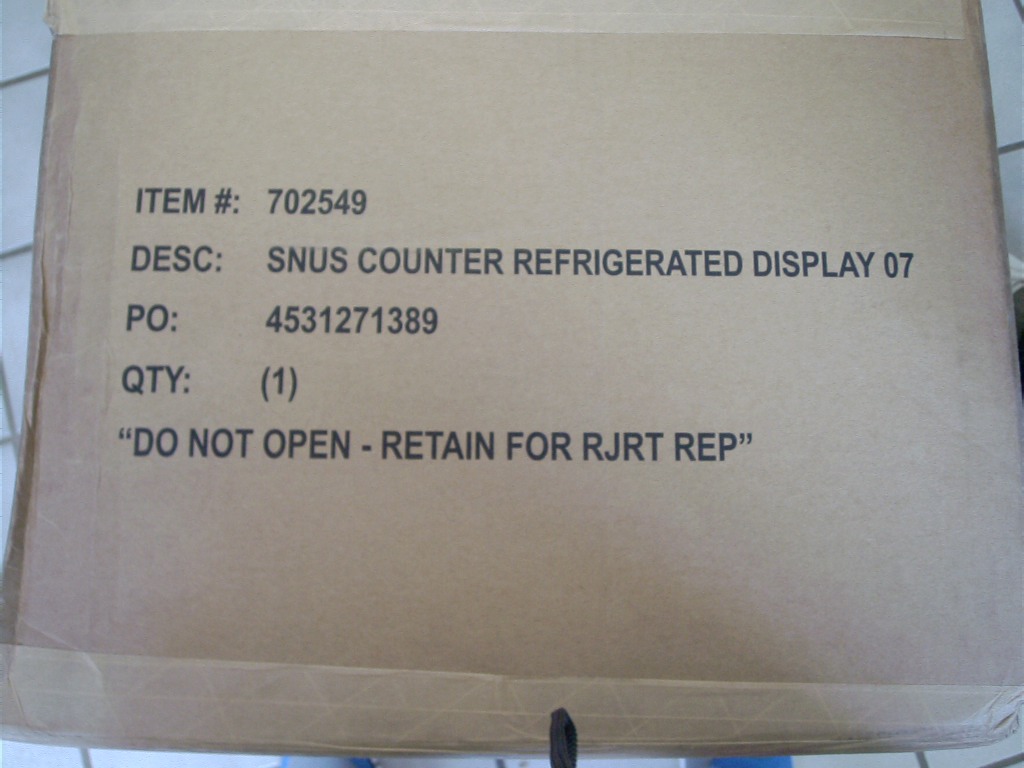 ITEM #: 702549
DESC: SNUS COUNTER REFRIGERATED DISPLAY 07
PO: 4531271389
QTY: (1)
“DO NOT OPEN - RETAIN FOR RJRT REP”